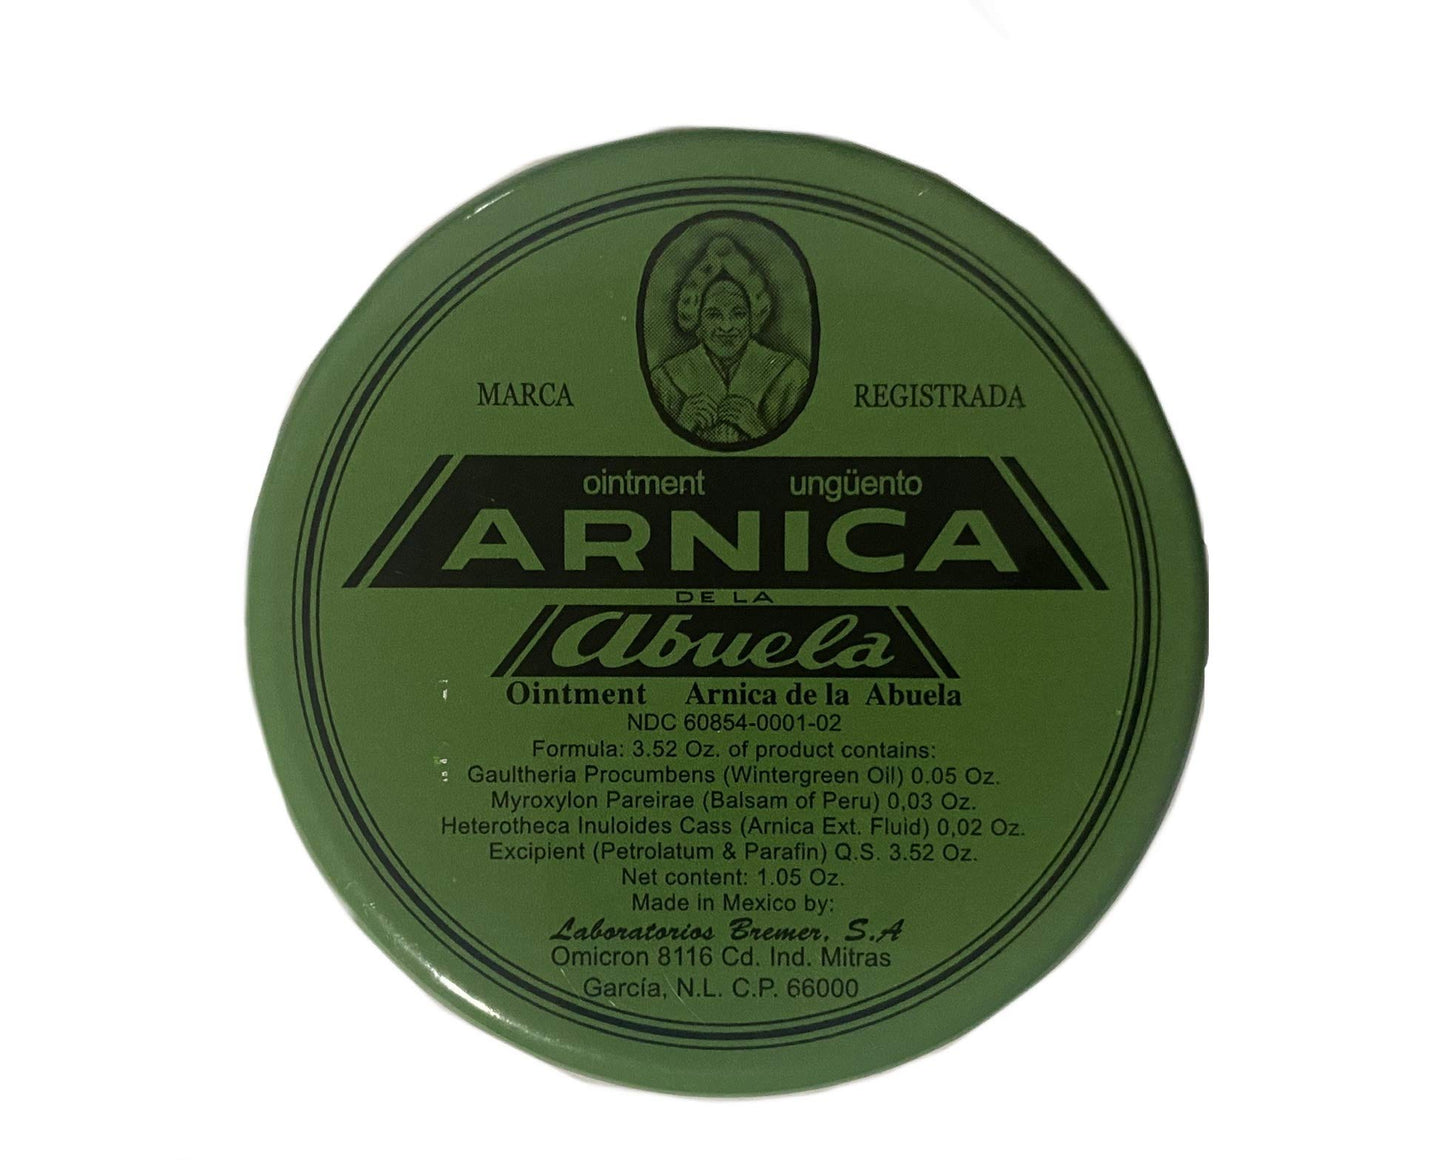 MARCA REGISTRADA
ointment ungüento
ARNICA
DE LA
Abuela
Ointment Arnica de la Abuela
NDC 60854-0001-02
Formula: 3.52 Oz. of product contains:
Gaultheria Procumbens (Wintergreen Oil) 0.05 Oz.
Myroxylon Pareirae (Balsam of Peru) 0,03 Oz.
Heterotheca Inuloides Cass (Arnica Ext. Fluid) 0,02 Oz.
Excipient (Petrolatum & Parafin) Q.S. 3.52 Oz.
Net content: 1.05 Oz.
Made in Mexico by:
Laboratorios Bremer, S.A
Omicron 8116 Cd. Ind. Mitras
García, N.L. C.P. 66000